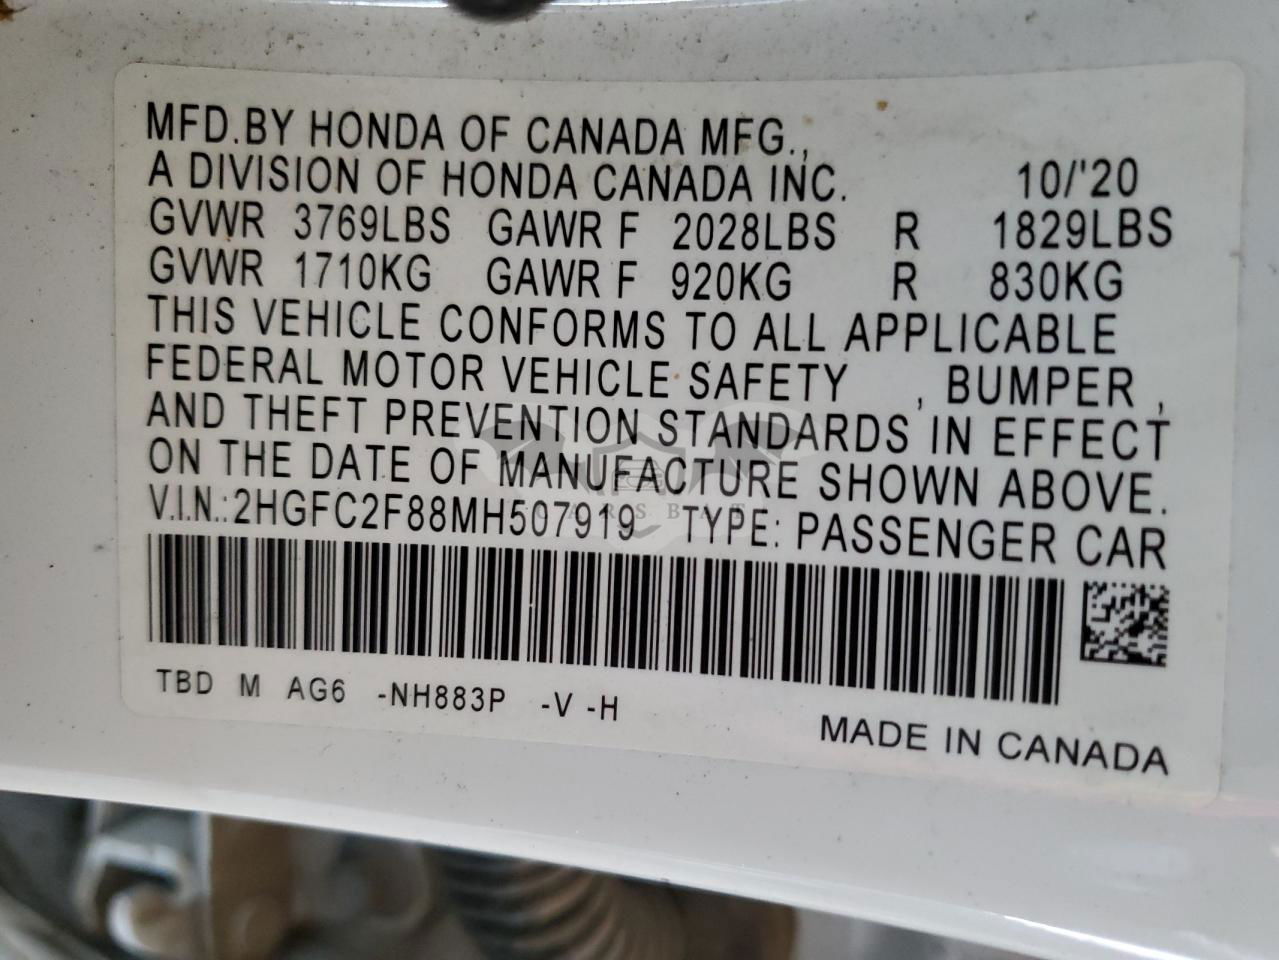 MFD.BY HONDA OF CANADA MFG.,
A DIVISION OF HONDA CANADA INC. 10/'20
GVWR 3769LBS GAWR F 2028LBS R 1829LBS
GVWR 1710KG GAWR F 920KG R 830KG
THIS VEHICLE CONFORMS TO ALL APPLICABLE
FEDERAL MOTOR VEHICLE SAFETY , BUMPER ,
AND THEFT PREVENTION STANDARDS IN EFFECT
ON THE DATE OF MANUFACTURE SHOWN ABOVE.
V.I.N.:2HGFC2F88MH507919 TYPE: PASSENGER CAR
CARSBAT
TBD M AG6 -NH883P -V -H
MADE IN CANADA